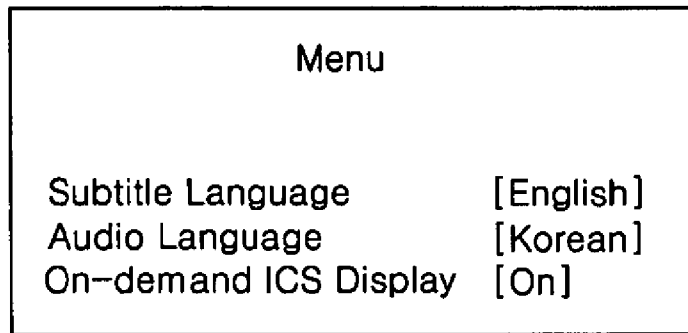 Menu
Subtitle Language [English]
Audio Language [Korean]
On-demand ICS Display [On]